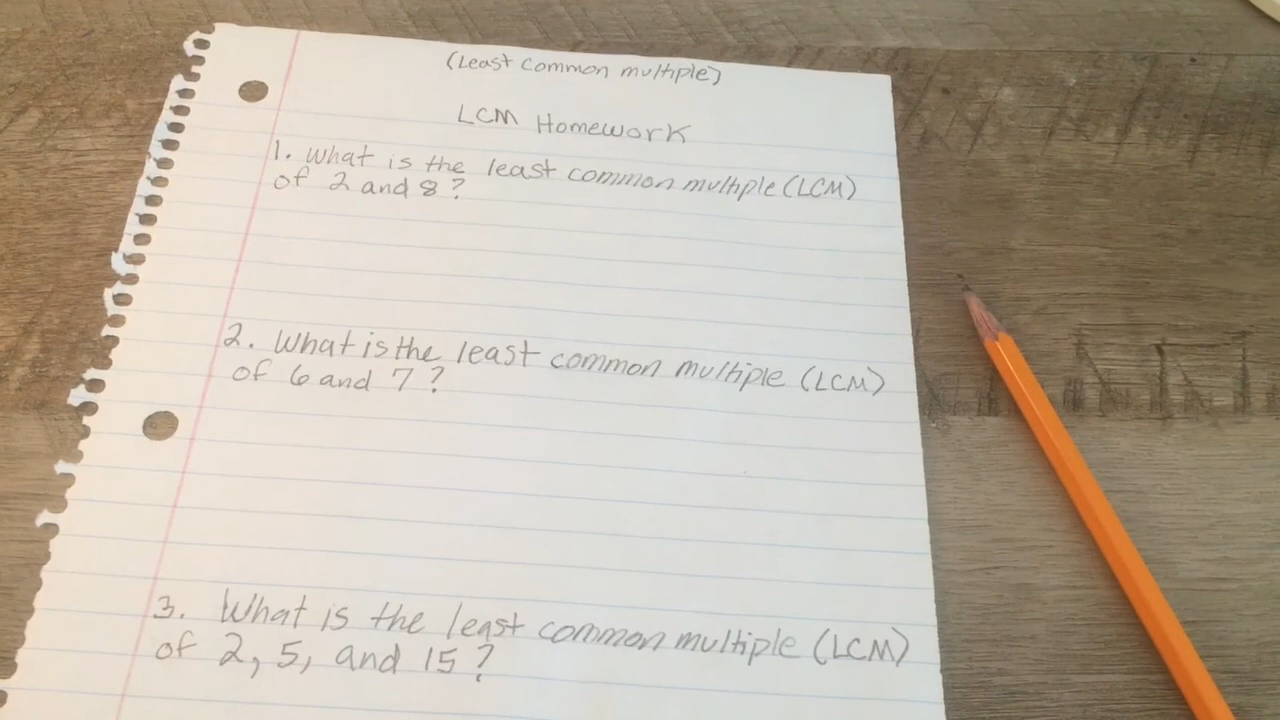 (Least common multiple)
LCM Homework
1. What is the least common multiple (LCM)
of 2 and 8?
2. What is the least common multiple (LCM)
of 6 and 7?
3. What is the least common multiple (LCM)
of 2, 5, and 15?